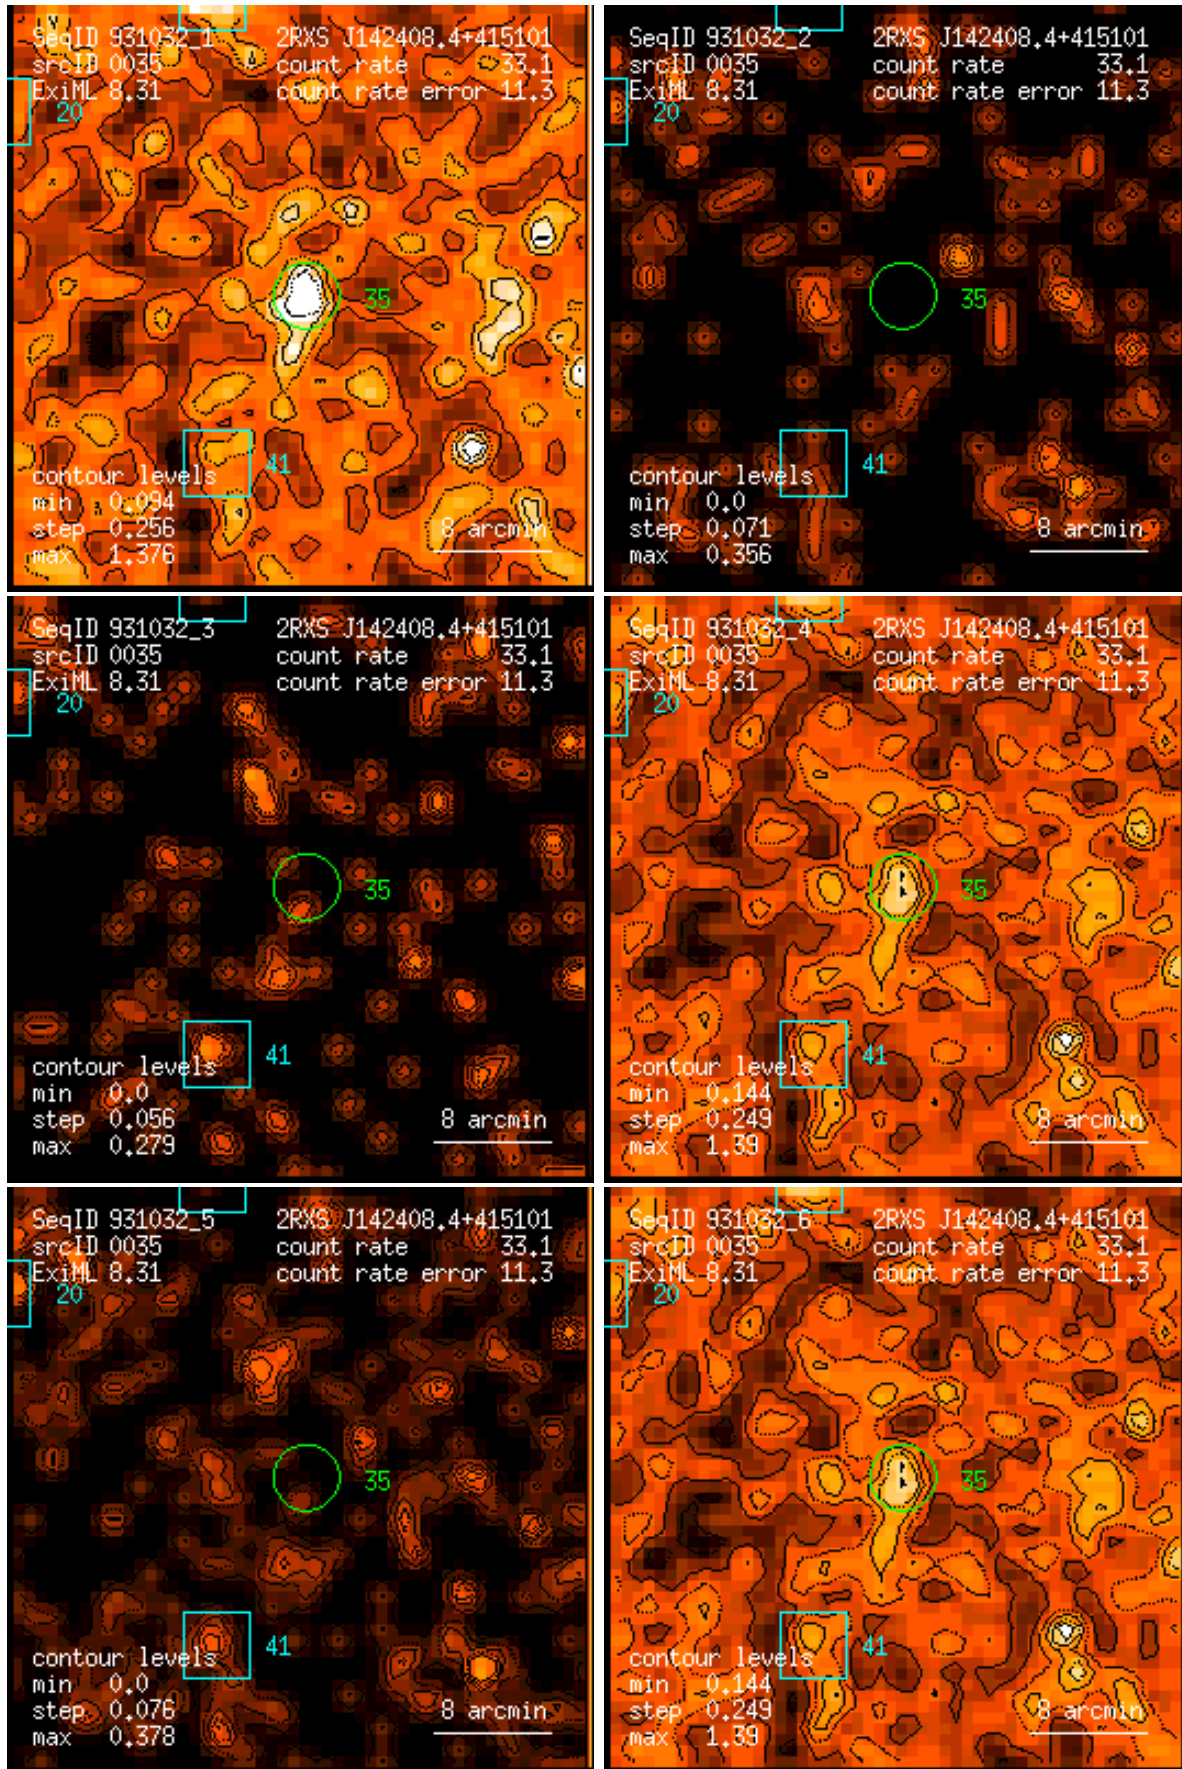 SeqID 931032_1 2RXS J142408.4+415101
srcID 0035 count rate 33.1
ExiML 8.31 count rate error 11.3
20
35
41
contour levels
min 0.094
step 0.256 8 arcmin
max 1.376
SeqID 931032_2 2RXS J142408.4+415101
srcID 0035 count rate 33.1
ExiML 8.31 count rate error 11.3
20
35
41
contour levels
min 0.0
step 0.071 8 arcmin
max 0.356
SeqID 931032_3 2RXS J142408.4+415101
srcID 0035 count rate 33.1
ExiML 8.31 count rate error 11.3
20
35
41
contour levels
min 0.0
step 0.056 8 arcmin
max 0.279
SeqID 931032_4 2RXS J142408.4+415101
srcID 0035 count rate 33.1
ExiML 8.31 count rate error 11.3
20
35
41
contour levels
min 0.144
step 0.249 8 arcmin
max 1.39
SeqID 931032_5 2RXS J142408.4+415101
srcID 0035 count rate 33.1
ExiML 8.31 count rate error 11.3
20
35
41
contour levels
min 0.0
step 0.076 8 arcmin
max 0.378
SeqID 931032_6 2RXS J142408.4+415101
srcID 0035 count rate 33.1
ExiML 8.31 count rate error 11.3
20
35
41
contour levels
min 0.144
step 0.249 8 arcmin
max 1.39